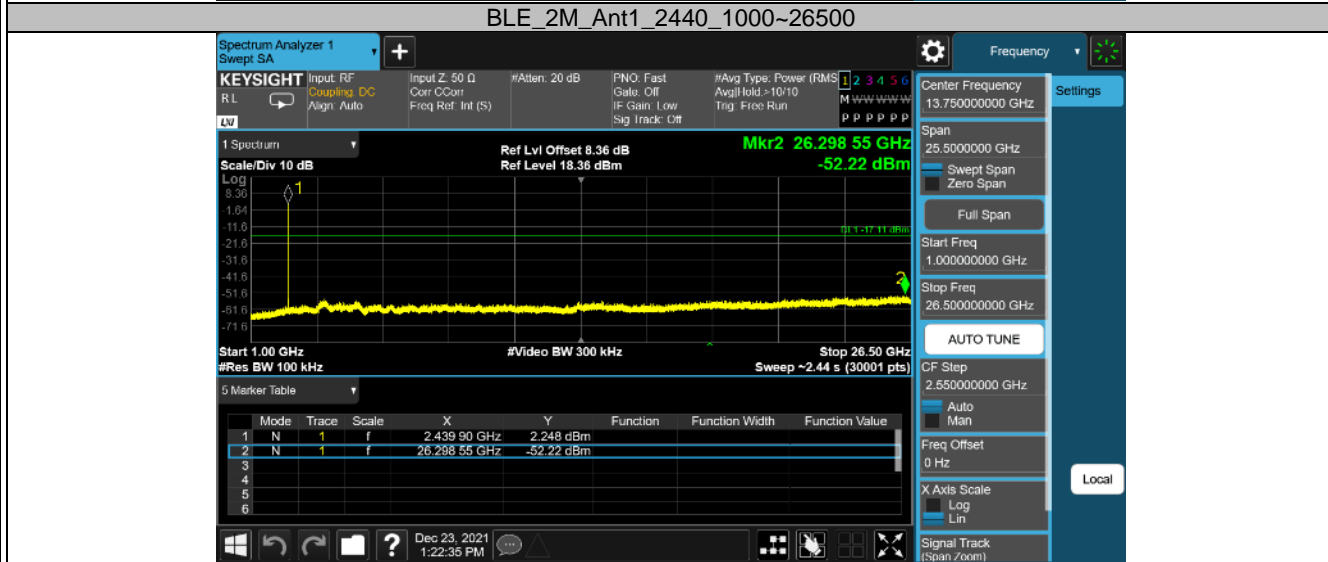 BLE_2M_Ant1_2440_1000~26500
Spectrum Analyzer 1
Swept SA
Frequency
KEYSIGHT
R L
LXI
Input: RF
Coupling: DC
Align: Auto
Input Z: 50 Ω
Corr CCorr
Freq Ref: Int (S)
#Atten: 20 dB
PNO: Fast
Gate: Off
IF Gain: Low
Sig Track: Off
#Avg Type: Power (RMS
Avg|Hold:>10/10
Trig: Free Run
1 2 3 4 5 6
M W W W W W
P P P P P P
1 Spectrum
Scale/Div 10 dB
Ref Lvl Offset 8.36 dB
Ref Level 18.36 dBm
Mkr2 26.298 55 GHz
-52.22 dBm
Log
8.36
-1.64
-11.6
-21.6
-31.6
-41.6
-51.6
-61.6
-71.6
1
DL1 -17.11 dBm
2
Start 1.00 GHz
#Res BW 100 kHz
#Video BW 300 kHz
Stop 26.50 GHz
Sweep ~2.44 s (30001 pts)
5 Marker Table
Mode Trace Scale X Y Function Function Width Function Value
1 N 1 f 2.439 90 GHz 2.248 dBm
2 N 1 f 26.298 55 GHz -52.22 dBm
3
4
5
6
Dec 23, 2021
1:22:35 PM
Center Frequency
13.750000000 GHz
Span
25.5000000 GHz
Swept Span
Zero Span
Full Span
Start Freq
1.000000000 GHz
Stop Freq
26.500000000 GHz
AUTO TUNE
CF Step
2.550000000 GHz
Auto
Man
Freq Offset
0 Hz
X Axis Scale
Log
Lin
Signal Track
(Span Zoom)
Settings
Local